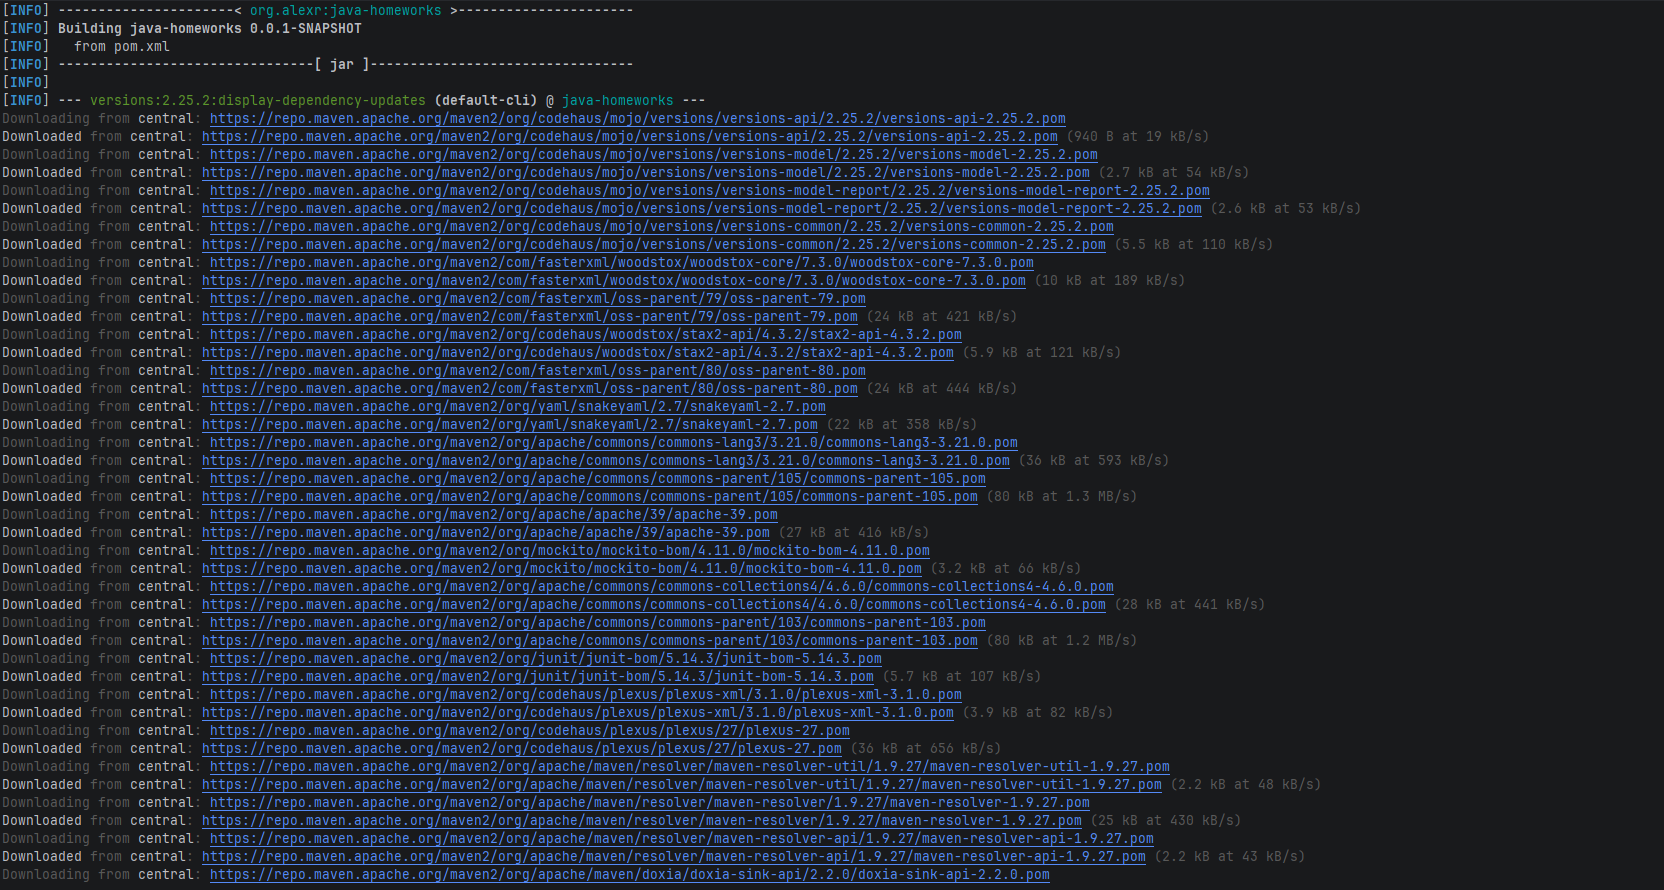 [INFO] ----------------------< org.alexr:java-homeworks >----------------------
[INFO] Building java-homeworks 0.0.1-SNAPSHOT
[INFO]   from pom.xml
[INFO] --------------------------------[ jar ]---------------------------------
[INFO]
[INFO] --- versions:2.25.2:display-dependency-updates (default-cli) @ java-homeworks ---
Downloading from central: https://repo.maven.apache.org/maven2/org/codehaus/mojo/versions/versions-api/2.25.2/versions-api-2.25.2.pom
Downloaded from central: https://repo.maven.apache.org/maven2/org/codehaus/mojo/versions/versions-api/2.25.2/versions-api-2.25.2.pom (940 B at 19 kB/s)
Downloading from central: https://repo.maven.apache.org/maven2/org/codehaus/mojo/versions/versions-model/2.25.2/versions-model-2.25.2.pom
Downloaded from central: https://repo.maven.apache.org/maven2/org/codehaus/mojo/versions/versions-model/2.25.2/versions-model-2.25.2.pom (2.7 kB at 54 kB/s)
Downloading from central: https://repo.maven.apache.org/maven2/org/codehaus/mojo/versions/versions-model-report/2.25.2/versions-model-report-2.25.2.pom
Downloaded from central: https://repo.maven.apache.org/maven2/org/codehaus/mojo/versions/versions-model-report/2.25.2/versions-model-report-2.25.2.pom (2.6 kB at 53 kB/s)
Downloading from central: https://repo.maven.apache.org/maven2/org/codehaus/mojo/versions/versions-common/2.25.2/versions-common-2.25.2.pom
Downloaded from central: https://repo.maven.apache.org/maven2/org/codehaus/mojo/versions/versions-common/2.25.2/versions-common-2.25.2.pom (5.5 kB at 110 kB/s)
Downloading from central: https://repo.maven.apache.org/maven2/com/fasterxml/woodstox/woodstox-core/7.3.0/woodstox-core-7.3.0.pom
Downloaded from central: https://repo.maven.apache.org/maven2/com/fasterxml/woodstox/woodstox-core/7.3.0/woodstox-core-7.3.0.pom (10 kB at 189 kB/s)
Downloading from central: https://repo.maven.apache.org/maven2/com/fasterxml/oss-parent/79/oss-parent-79.pom
Downloaded from central: https://repo.maven.apache.org/maven2/com/fasterxml/oss-parent/79/oss-parent-79.pom (24 kB at 421 kB/s)
Downloading from central: https://repo.maven.apache.org/maven2/org/codehaus/woodstox/stax2-api/4.3.2/stax2-api-4.3.2.pom
Downloaded from central: https://repo.maven.apache.org/maven2/org/codehaus/woodstox/stax2-api/4.3.2/stax2-api-4.3.2.pom (5.9 kB at 121 kB/s)
Downloading from central: https://repo.maven.apache.org/maven2/com/fasterxml/oss-parent/80/oss-parent-80.pom
Downloaded from central: https://repo.maven.apache.org/maven2/com/fasterxml/oss-parent/80/oss-parent-80.pom (24 kB at 444 kB/s)
Downloading from central: https://repo.maven.apache.org/maven2/org/yaml/snakeyaml/2.7/snakeyaml-2.7.pom
Downloaded from central: https://repo.maven.apache.org/maven2/org/yaml/snakeyaml/2.7/snakeyaml-2.7.pom (22 kB at 358 kB/s)
Downloading from central: https://repo.maven.apache.org/maven2/org/apache/commons/commons-lang3/3.21.0/commons-lang3-3.21.0.pom
Downloaded from central: https://repo.maven.apache.org/maven2/org/apache/commons/commons-lang3/3.21.0/commons-lang3-3.21.0.pom (36 kB at 593 kB/s)
Downloading from central: https://repo.maven.apache.org/maven2/org/apache/commons/commons-parent/105/commons-parent-105.pom
Downloaded from central: https://repo.maven.apache.org/maven2/org/apache/commons/commons-parent/105/commons-parent-105.pom (80 kB at 1.3 MB/s)
Downloading from central: https://repo.maven.apache.org/maven2/org/apache/apache/39/apache-39.pom
Downloaded from central: https://repo.maven.apache.org/maven2/org/apache/apache/39/apache-39.pom (27 kB at 416 kB/s)
Downloading from central: https://repo.maven.apache.org/maven2/org/mockito/mockito-bom/4.11.0/mockito-bom-4.11.0.pom
Downloaded from central: https://repo.maven.apache.org/maven2/org/mockito/mockito-bom/4.11.0/mockito-bom-4.11.0.pom (3.2 kB at 66 kB/s)
Downloading from central: https://repo.maven.apache.org/maven2/org/apache/commons/commons-collections4/4.6.0/commons-collections4-4.6.0.pom
Downloaded from central: https://repo.maven.apache.org/maven2/org/apache/commons/commons-collections4/4.6.0/commons-collections4-4.6.0.pom (28 kB at 441 kB/s)
Downloading from central: https://repo.maven.apache.org/maven2/org/apache/commons/commons-parent/103/commons-parent-103.pom
Downloaded from central: https://repo.maven.apache.org/maven2/org/apache/commons/commons-parent/103/commons-parent-103.pom (80 kB at 1.2 MB/s)
Downloading from central: https://repo.maven.apache.org/maven2/org/junit/junit-bom/5.14.3/junit-bom-5.14.3.pom
Downloaded from central: https://repo.maven.apache.org/maven2/org/junit/junit-bom/5.14.3/junit-bom-5.14.3.pom (5.7 kB at 107 kB/s)
Downloading from central: https://repo.maven.apache.org/maven2/org/codehaus/plexus/plexus-xml/3.1.0/plexus-xml-3.1.0.pom
Downloaded from central: https://repo.maven.apache.org/maven2/org/codehaus/plexus/plexus-xml/3.1.0/plexus-xml-3.1.0.pom (3.9 kB at 82 kB/s)
Downloading from central: https://repo.maven.apache.org/maven2/org/codehaus/plexus/plexus/27/plexus-27.pom
Downloaded from central: https://repo.maven.apache.org/maven2/org/codehaus/plexus/plexus/27/plexus-27.pom (36 kB at 656 kB/s)
Downloading from central: https://repo.maven.apache.org/maven2/org/apache/maven/resolver/maven-resolver-util/1.9.27/maven-resolver-util-1.9.27.pom
Downloaded from central: https://repo.maven.apache.org/maven2/org/apache/maven/resolver/maven-resolver-util/1.9.27/maven-resolver-util-1.9.27.pom (2.2 kB at 48 kB/s)
Downloading from central: https://repo.maven.apache.org/maven2/org/apache/maven/resolver/maven-resolver/1.9.27/maven-resolver-1.9.27.pom
Downloaded from central: https://repo.maven.apache.org/maven2/org/apache/maven/resolver/maven-resolver/1.9.27/maven-resolver-1.9.27.pom (25 kB at 430 kB/s)
Downloading from central: https://repo.maven.apache.org/maven2/org/apache/maven/resolver/maven-resolver-api/1.9.27/maven-resolver-api-1.9.27.pom
Downloaded from central: https://repo.maven.apache.org/maven2/org/apache/maven/resolver/maven-resolver-api/1.9.27/maven-resolver-api-1.9.27.pom (2.2 kB at 43 kB/s)
Downloading from central: https://repo.maven.apache.org/maven2/org/apache/maven/doxia/doxia-sink-api/2.2.0/doxia-sink-api-2.2.0.pom